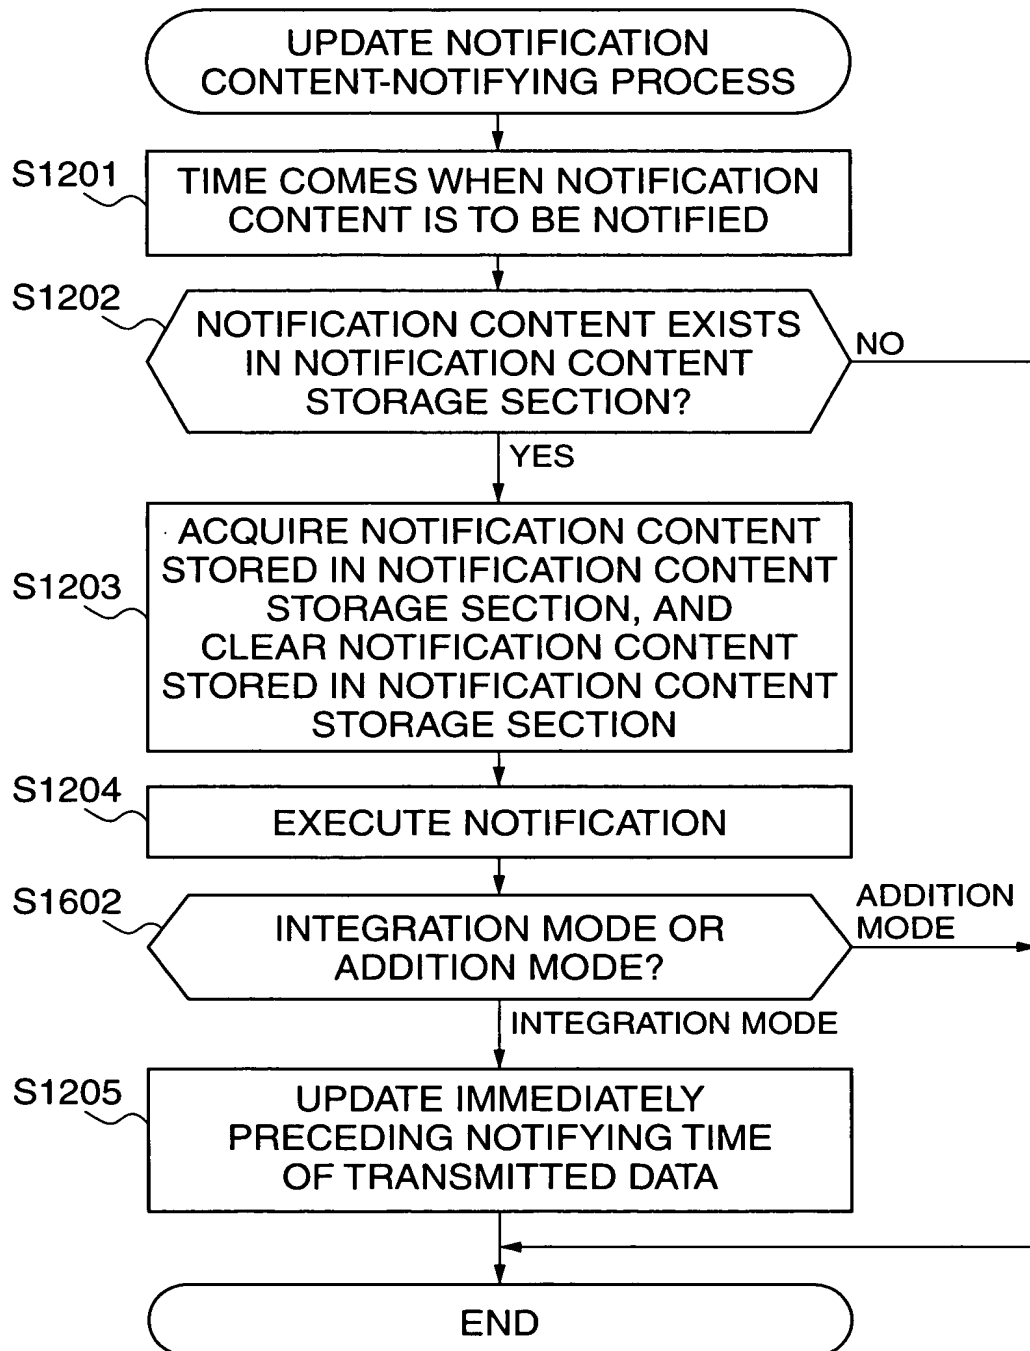 UPDATE NOTIFICATION
CONTENT-NOTIFYING PROCESS
S1201
TIME COMES WHEN NOTIFICATION
CONTENT IS TO BE NOTIFIED
S1202
NOTIFICATION CONTENT EXISTS
IN NOTIFICATION CONTENT
STORAGE SECTION?
NO
YES
S1203
ACQUIRE NOTIFICATION CONTENT
STORED IN NOTIFICATION CONTENT
STORAGE SECTION, AND
CLEAR NOTIFICATION CONTENT
STORED IN NOTIFICATION CONTENT
STORAGE SECTION
S1204
EXECUTE NOTIFICATION
S1602
INTEGRATION MODE OR
ADDITION MODE?
ADDITION
MODE
INTEGRATION MODE
S1205
UPDATE IMMEDIATELY
PRECEDING NOTIFYING TIME
OF TRANSMITTED DATA
END